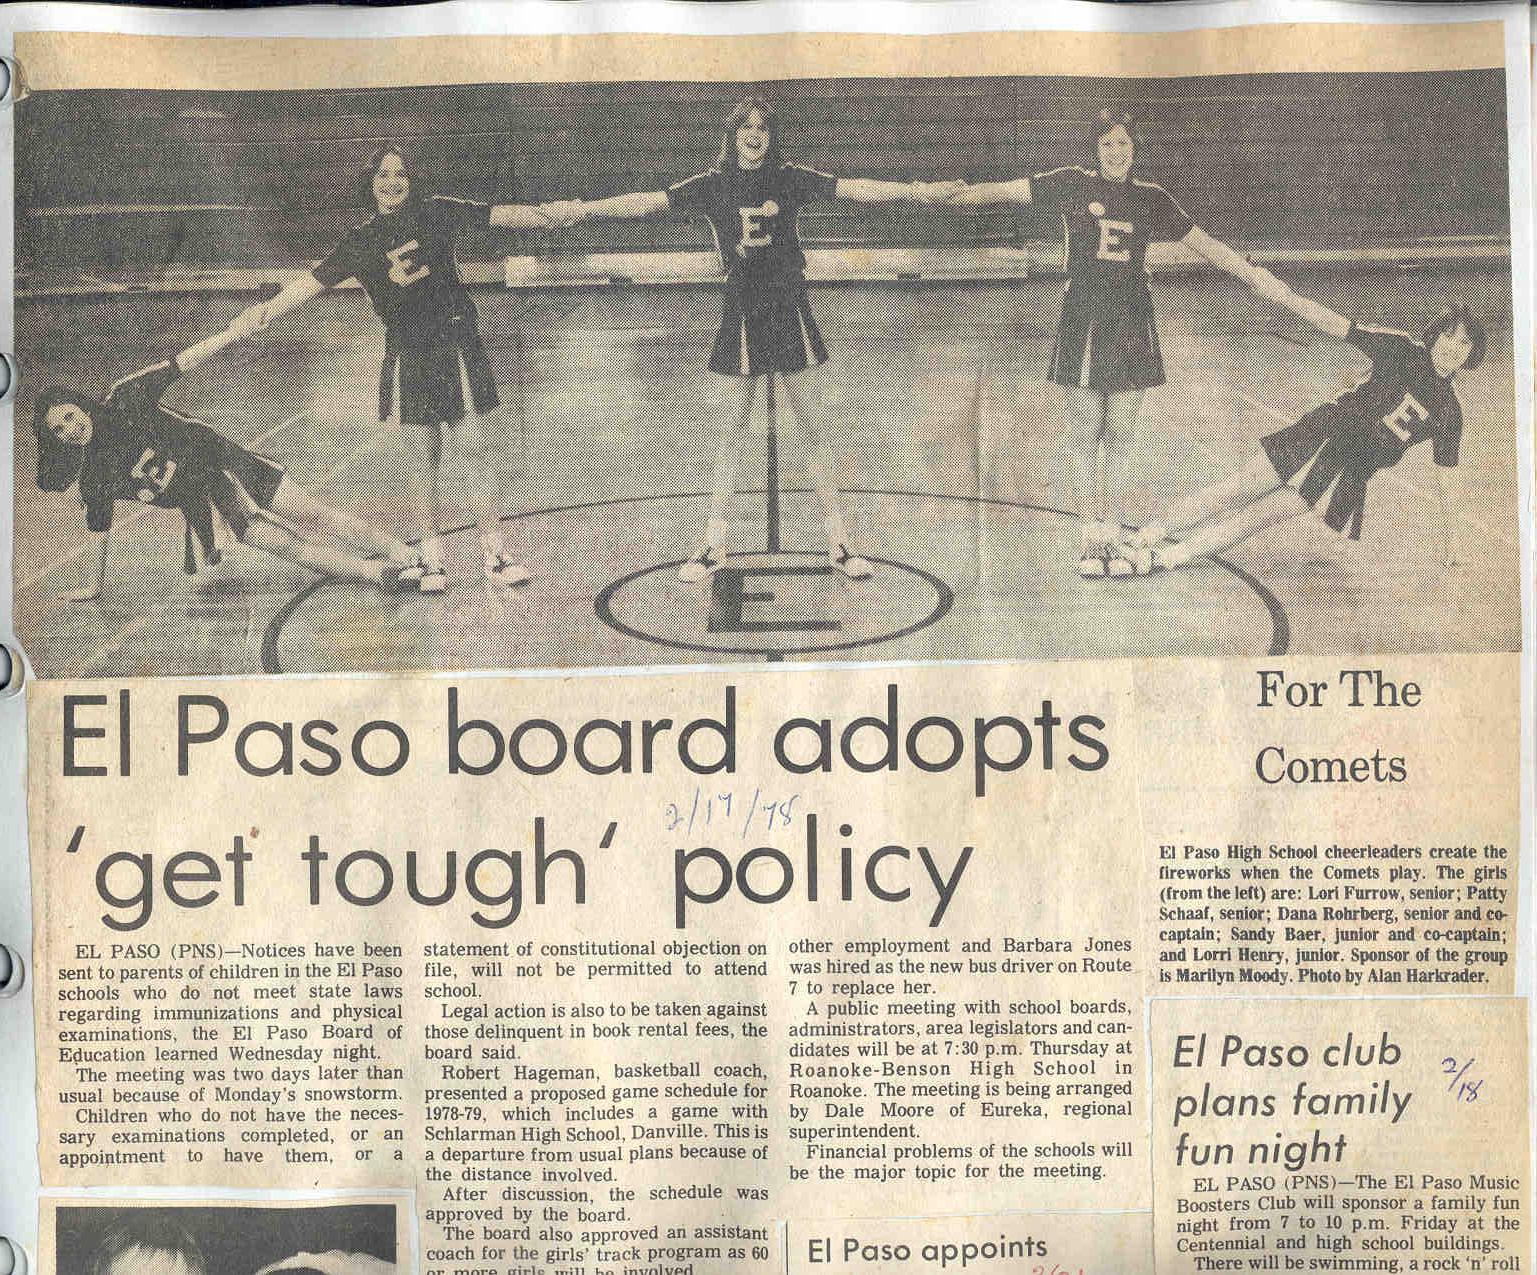 E
E
E
E
E
E
El Paso board adopts
'get tough' policy
2/17/78
EL PASO (PNS)—Notices have been
sent to parents of children in the El Paso
schools who do not meet state laws
regarding immunizations and physical
examinations, the El Paso Board of
Education learned Wednesday night.
The meeting was two days later than
usual because of Monday's snowstorm.
Children who do not have the neces-
sary examinations completed, or an
appointment to have them, or a
statement of constitutional objection on
file, will not be permitted to attend
school.
Legal action is also to be taken against
those delinquent in book rental fees, the
board said.
Robert Hageman, basketball coach,
presented a proposed game schedule for
1978-79, which includes a game with
Schlarman High School, Danville. This is
a departure from usual plans because of
the distance involved.
After discussion, the schedule was
approved by the board.
The board also approved an assistant
coach for the girls' track program as 60
or more girls will be involved.
other employment and Barbara Jones
was hired as the new bus driver on Route
7 to replace her.
A public meeting with school boards,
administrators, area legislators and can-
didates will be at 7:30 p.m. Thursday at
Roanoke-Benson High School in
Roanoke. The meeting is being arranged
by Dale Moore of Eureka, regional
superintendent.
Financial problems of the schools will
be the major topic for the meeting.
El Paso appoints
For The
Comets
El Paso High School cheerleaders create the
fireworks when the Comets play. The girls
(from the left) are: Lori Furrow, senior; Patty
Schaaf, senior; Dana Rohrberg, senior and co-
captain; Sandy Baer, junior and co-captain;
and Lorri Henry, junior. Sponsor of the group
is Marilyn Moody. Photo by Alan Harkrader.
El Paso club
plans family
fun night
2/18
EL PASO (PNS)—The El Paso Music
Boosters Club will sponsor a family fun
night from 7 to 10 p.m. Friday at the
Centennial and high school buildings.
There will be swimming, a rock 'n' roll